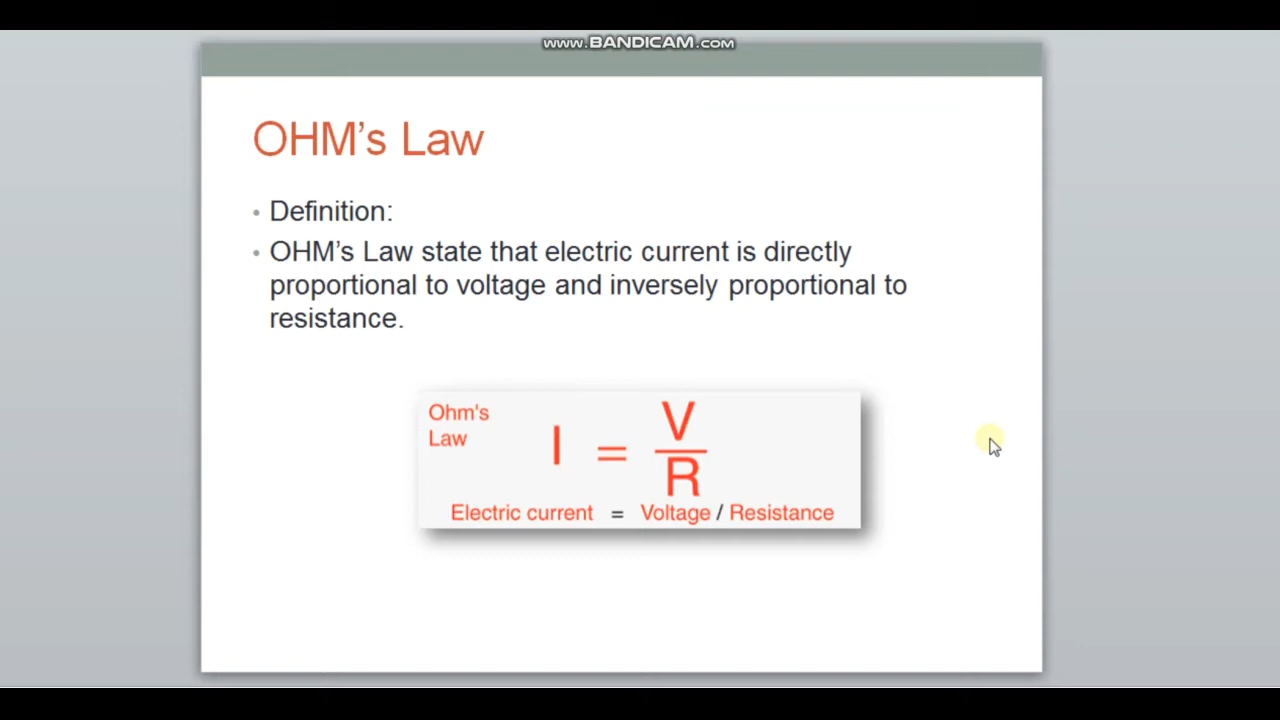 www.BANDICAM.com
OHM’s Law
• Definition:
• OHM’s Law state that electric current is directly
proportional to voltage and inversely proportional to
resistance.
Ohm's
Law
I = V
R
Electric current = Voltage / Resistance